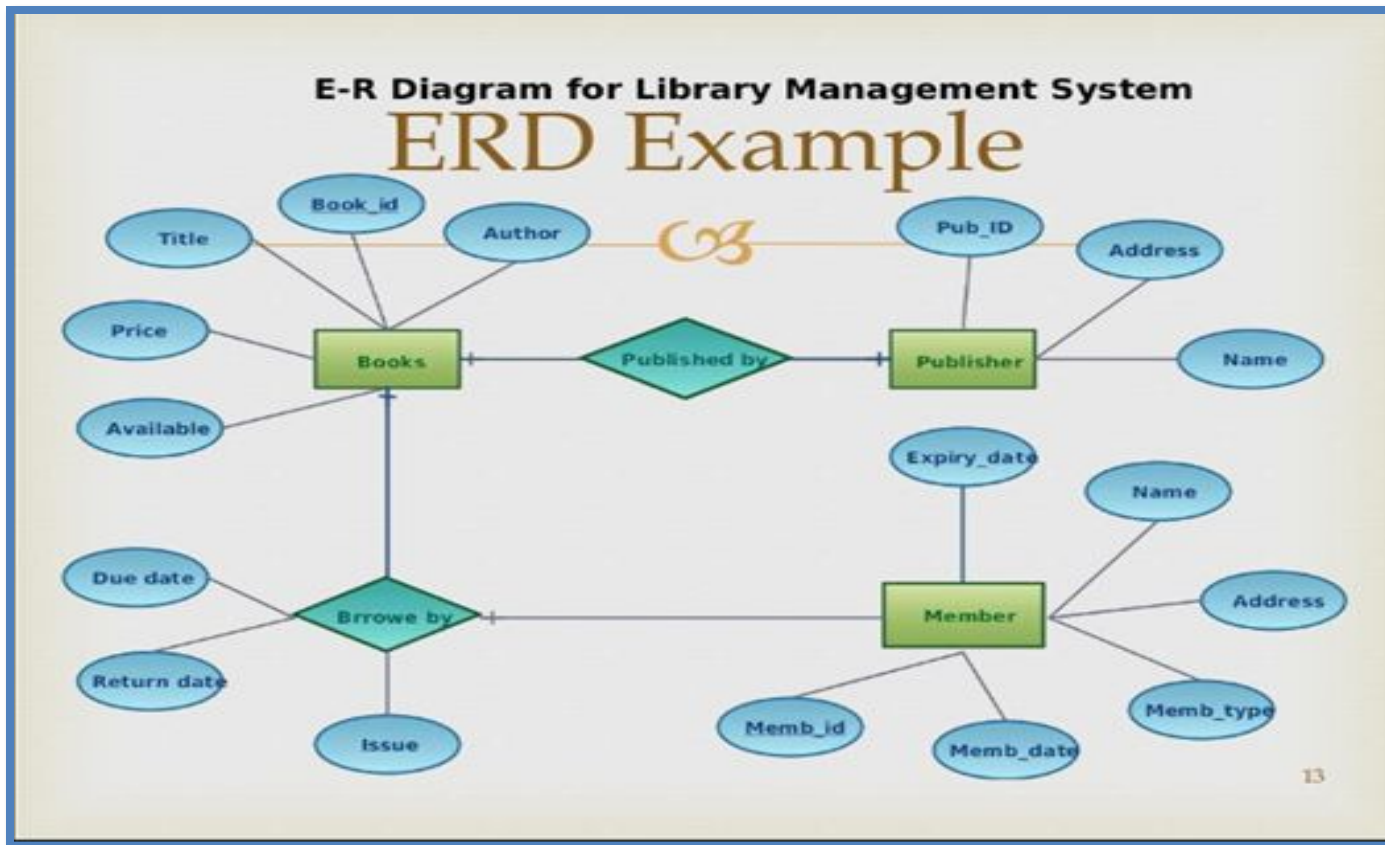 E-R Diagram for Library Management System
ERD Example
Book_id
Title
Author
Pub_ID
Address
Price
Books
Published by
Publisher
Name
Available
Expiry_date
Name
Due date
Brrowe by
Member
Address
Return date
Issue
Memb_id
Memb_date
Memb_type
13